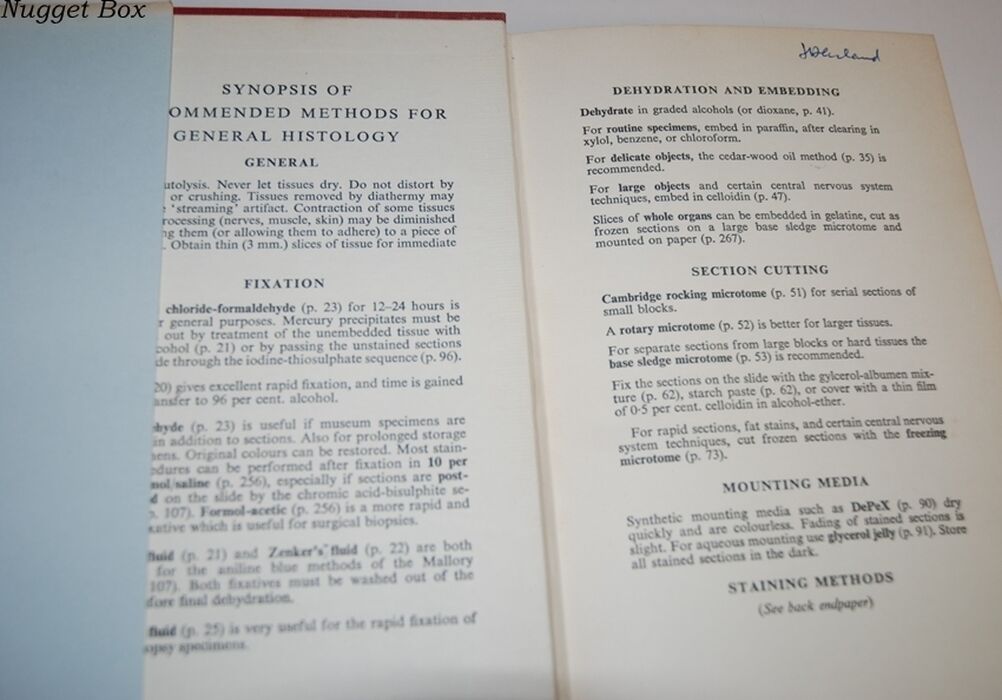 Nugget Box
SYNOPSIS OF
OMMENDED METHODS FOR
GENERAL HISTOLOGY
GENERAL
utolysis. Never let tissues dry. Do not distort by
or crushing. Tissues removed by diathermy may
'streaming' artifact. Contraction of some tissues
rocessing (nerves, muscle, skin) may be diminished
ng them (or allowing them to adhere) to a piece of
. Obtain thin (3 mm.) slices of tissue for immediate
FIXATION
chloride-formaldehyde (p. 23) for 12–24 hours is
r general purposes. Mercury precipitates must be
out by treatment of the unembedded tissue with
cohol (p. 21) or by passing the unstained sections
de through the iodine-thiosulphate sequence (p. 96).
20) gives excellent rapid fixation, and time is gained
ansfer to 96 per cent. alcohol.
hyde (p. 23) is useful if museum specimens are
in addition to sections. Also for prolonged storage
nens. Original colours can be restored. Most stain-
edures can be performed after fixation in 10 per
mol/saline (p. 256), especially if sections are post-
d on the slide by the chromic acid-bisulphite se-
. 107). Formol-acetic (p. 256) is a more rapid and
xative which is useful for surgical biopsies.
fluid (p. 21) and Zenker's fluid (p. 22) are both
for the aniline blue methods of the Mallory
107). Both fixatives must be washed out of the
fore final dehydration.
fluid (p. 25) is very useful for the rapid fixation of
opsy specimens.
DEHYDRATION AND EMBEDDING
Dehydrate in graded alcohols (or dioxane, p. 41).
For routine specimens, embed in paraffin, after clearing in
xylol, benzene, or chloroform.
For delicate objects, the cedar-wood oil method (p. 35) is
recommended.
For large objects and certain central nervous system
techniques, embed in celloidin (p. 47).
Slices of whole organs can be embedded in gelatine, cut as
frozen sections on a large base sledge microtome and
mounted on paper (p. 267).
SECTION CUTTING
Cambridge rocking microtome (p. 51) for serial sections of
small blocks.
A rotary microtome (p. 52) is better for larger tissues.
For separate sections from large blocks or hard tissues the
base sledge microtome (p. 53) is recommended.
Fix the sections on the slide with the gylcerol-albumen mix-
ture (p. 62), starch paste (p. 62), or cover with a thin film
of 0·5 per cent. celloidin in alcohol-ether.
For rapid sections, fat stains, and certain central nervous
system techniques, cut frozen sections with the freezing
microtome (p. 73).
MOUNTING MEDIA
Synthetic mounting media such as DePeX (p. 90) dry
quickly and are colourless. Fading of stained sections is
slight. For aqueous mounting use glycerol jelly (p. 91). Store
all stained sections in the dark.
STAINING METHODS
(See back endpaper)